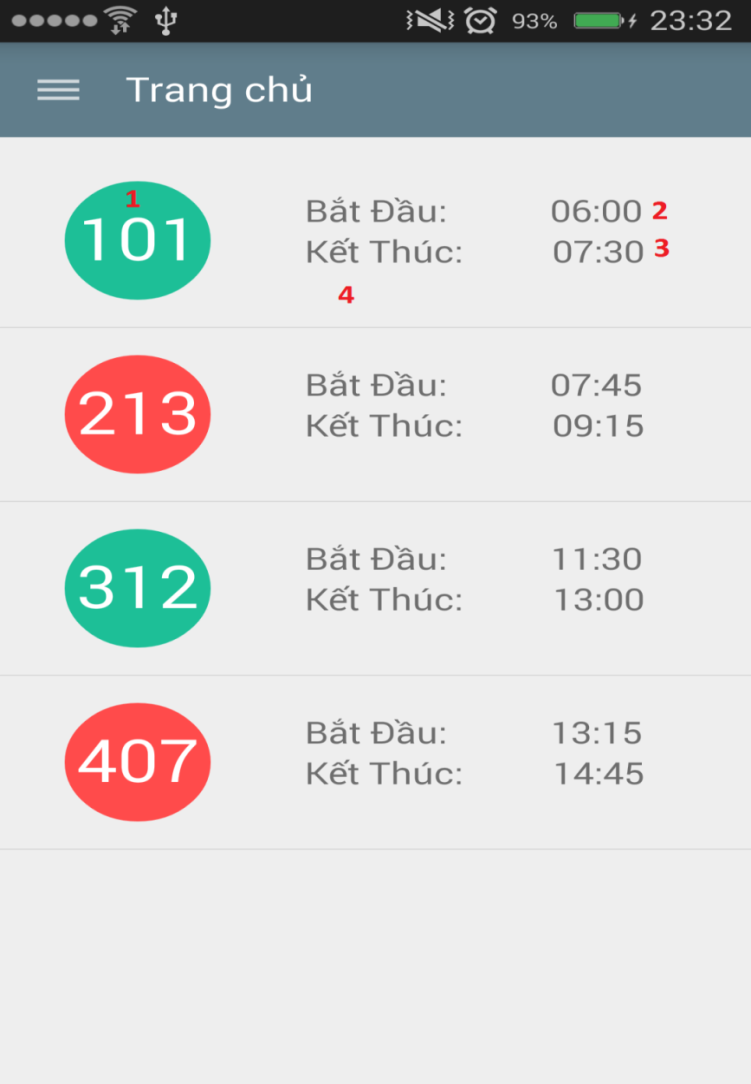 93% 23:32
Trang chủ
1
101
Bắt Đầu: 06:00 2
Kết Thúc: 07:30 3
4
213
Bắt Đầu: 07:45
Kết Thúc: 09:15
312
Bắt Đầu: 11:30
Kết Thúc: 13:00
407
Bắt Đầu: 13:15
Kết Thúc: 14:45